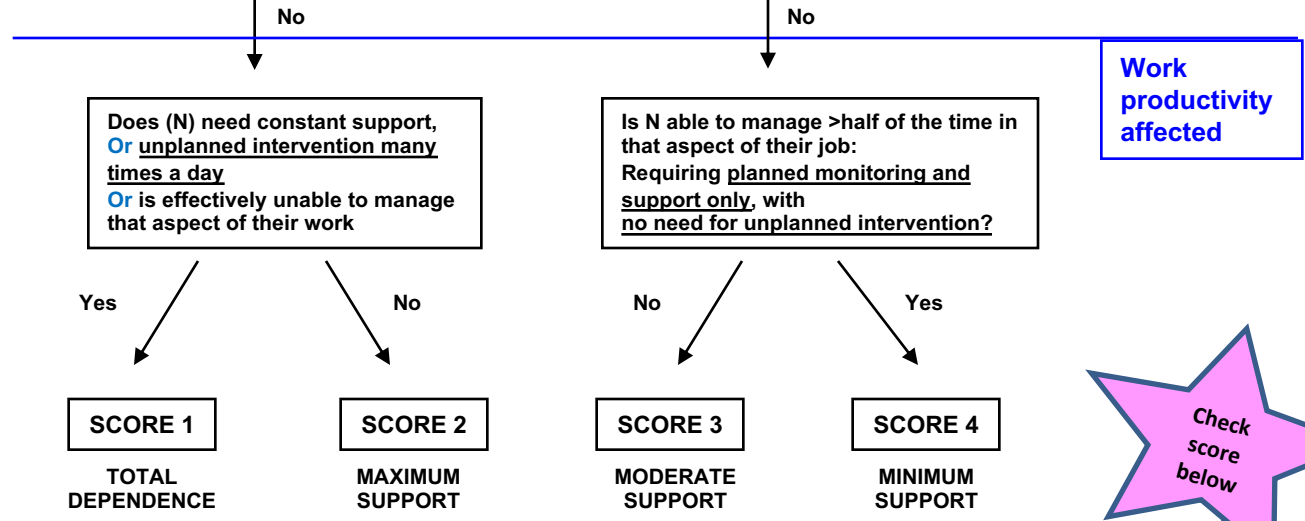 No
No
Work
productivity
affected
Does (N) need constant support,
Or unplanned intervention many
times a day
Or is effectively unable to manage
that aspect of their work
Is N able to manage >half of the time in
that aspect of their job:
Requiring planned monitoring and
support only, with
no need for unplanned intervention?
Yes
No
No
Yes
SCORE 1
SCORE 2
SCORE 3
SCORE 4
TOTAL
DEPENDENCE
MAXIMUM
SUPPORT
MODERATE
SUPPORT
MINIMUM
SUPPORT
Check
score
below